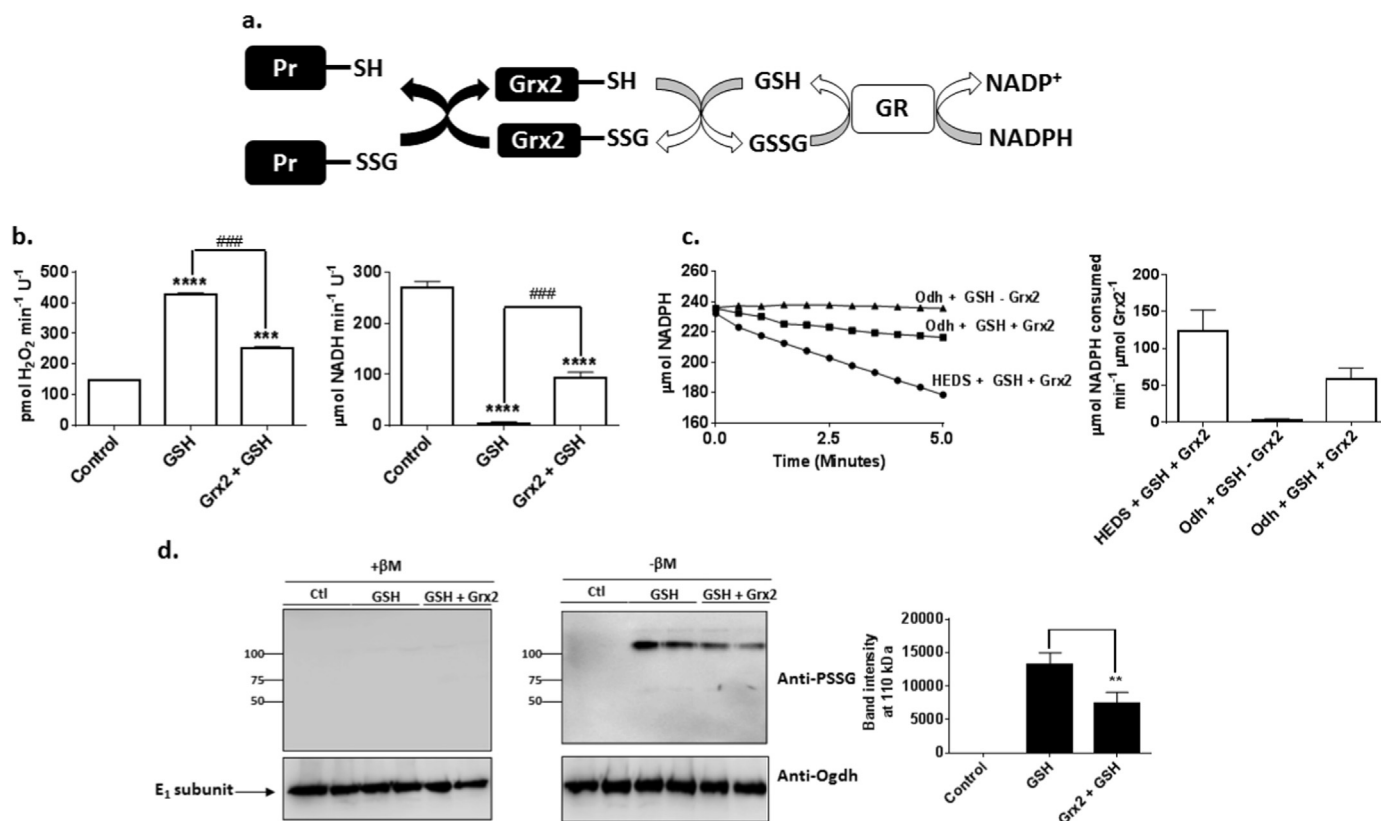 a.
Pr
SH
Grx2
SH
GSH
GR
NADP⁺
Pr
SSG
Grx2
SSG
GSSG
NADPH
b.
pmol H₂O₂ min⁻¹ U⁻¹
500
400
300
200
100
0
###
****
***
Control
GSH
Grx2 + GSH
µmol NADH min⁻¹ U⁻¹
300
200
100
0
###
****
****
Control
GSH
Grx2 + GSH
c.
µmol NADPH
260
240
220
200
180
160
Odh + GSH - Grx2
Odh + GSH + Grx2
HEDS + GSH + Grx2
0.0
2.5
5.0
Time (Minutes)
µmol NADPH consumed
min⁻¹ µmol Grx2⁻¹
200
150
100
50
0
HEDS + GSH + Grx2
Odh + GSH - Grx2
Odh + GSH + Grx2
d.
+βM
Ctl
GSH
GSH + Grx2
100
75
50
E₁ subunit
-βM
Ctl
GSH
GSH + Grx2
100
75
50
Anti-PSSG
Anti-Ogdh
Band intensity
at 110 kDa
20000
15000
10000
5000
0
**
Control
GSH
Grx2 + GSH